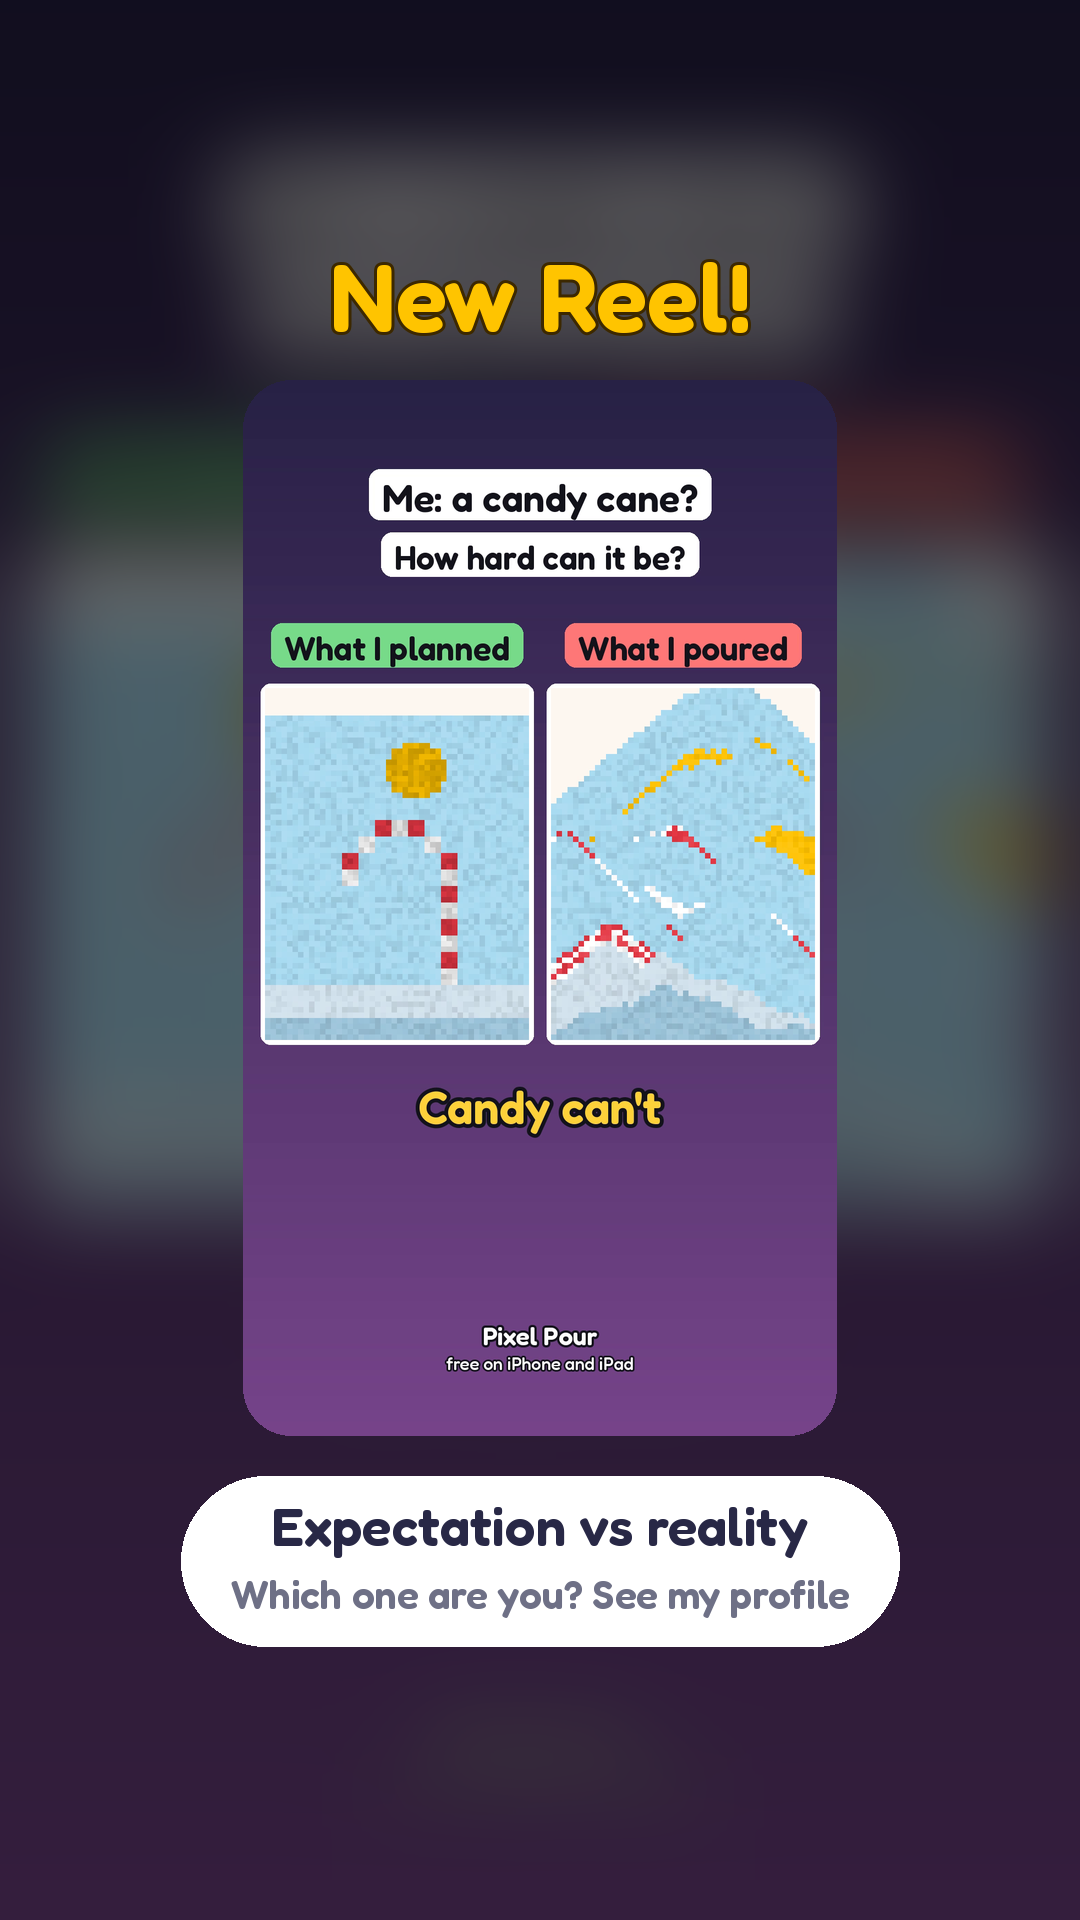 New Reel!
Me: a candy cane?
How hard can it be?
What I planned
What I poured
Candy can't
Pixel Pour
free on iPhone and iPad
Expectation vs reality
Which one are you? See my profile